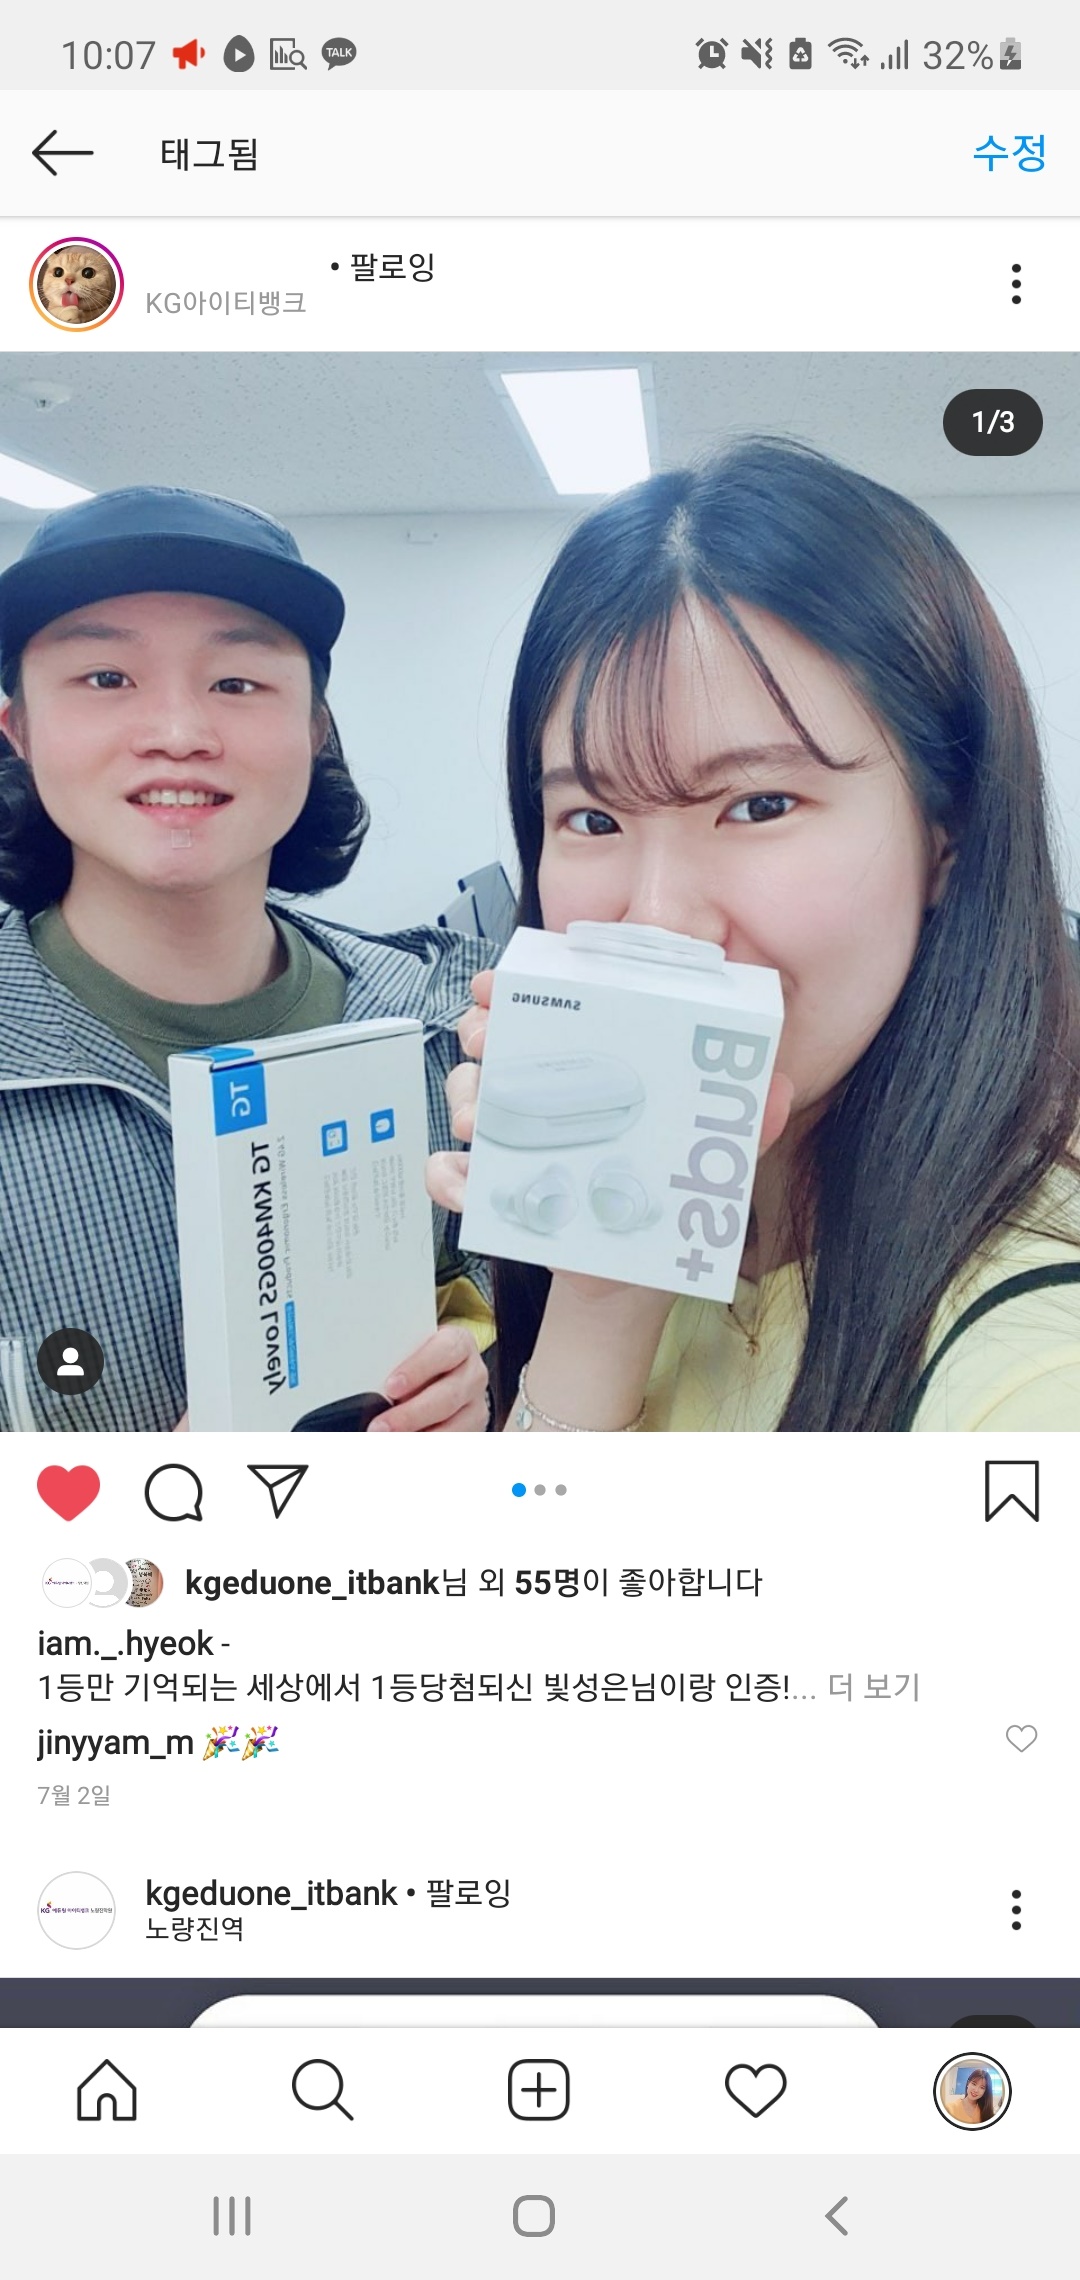 10:07
TALK
32%
태그됨
수정
• 팔로잉
KG아이티뱅크
1/3
SAMSUNG
Buds+
TG
TG KW400GS Lovely
kgeduone_itbank님 외 55명이 좋아합니다
iam._.hyeok -
1등만 기억되는 세상에서 1등당첨되신 빛성은님이랑 인증!... 더 보기
jinyyam_m 🎉🎉
7월 2일
kgeduone_itbank • 팔로잉
노량진역